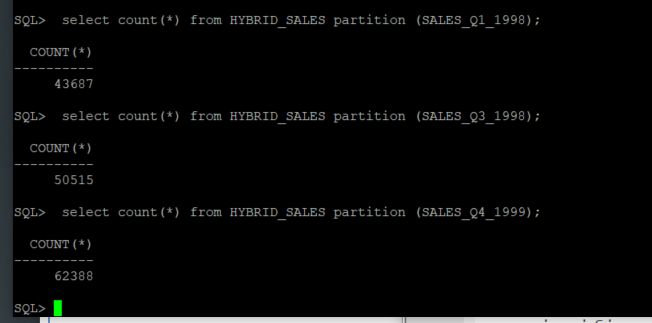 SQL>  select count(*) from HYBRID_SALES partition (SALES_Q1_1998);
COUNT(*)
----------
43687
SQL>  select count(*) from HYBRID_SALES partition (SALES_Q3_1998);
COUNT(*)
----------
50515
SQL>  select count(*) from HYBRID_SALES partition (SALES_Q4_1999);
COUNT(*)
----------
62388
SQL>